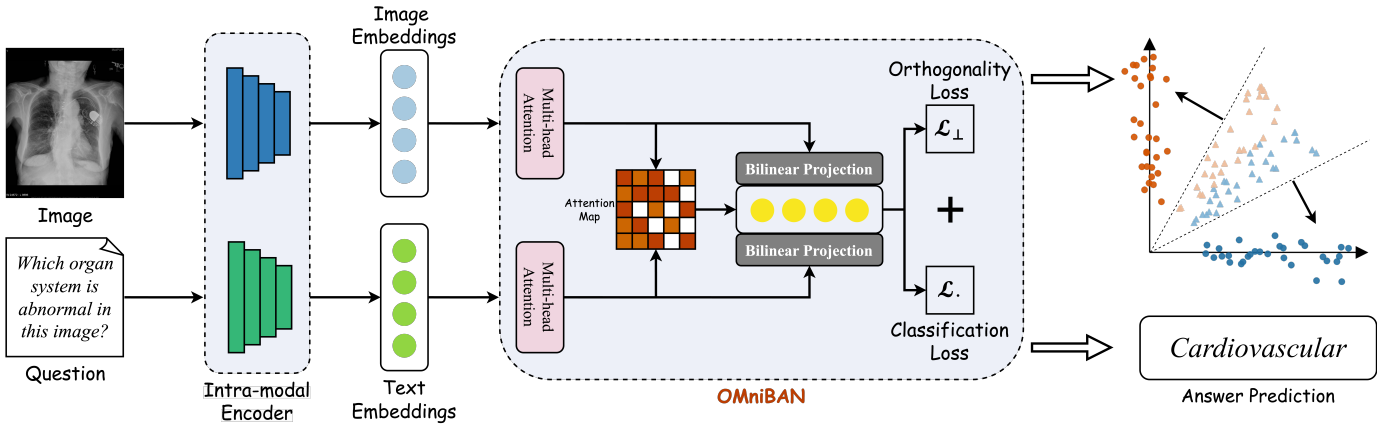 Image
Embeddings
Image
Which organ
system is
abnormal in
this image?
Question
Intra-modal
Encoder
Text
Embeddings
Multi-head
Attention
Multi-head
Attention
Attention
Map
Bilinear Projection
Bilinear Projection
Orthogonality
Loss
ℒ⊥
+
ℒ.
Classification
Loss
OMniBAN
Cardiovascular
Answer Prediction